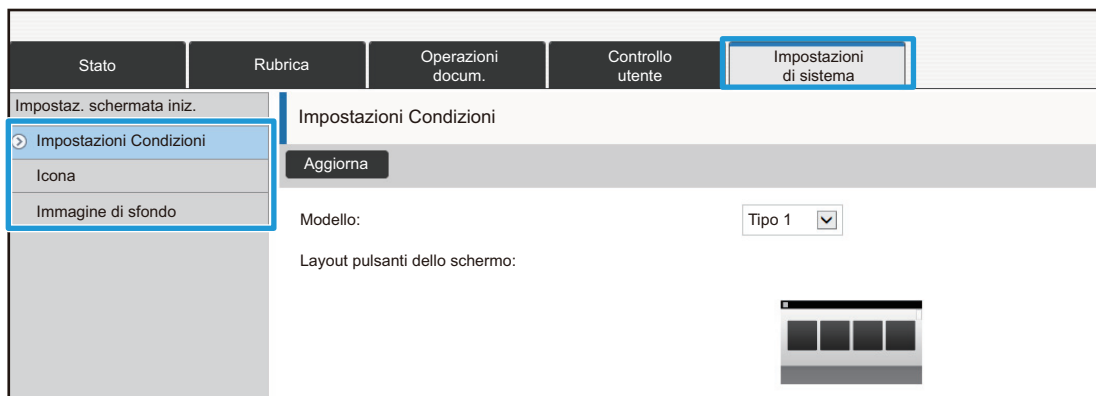 Stato
Rubrica
Operazioni
docum.
Controllo
utente
Impostazioni
di sistema
Impostaz. schermata iniz.
Impostazioni Condizioni
Icona
Immagine di sfondo
Impostazioni Condizioni
Aggiorna
Modello:
Tipo 1
Layout pulsanti dello schermo: